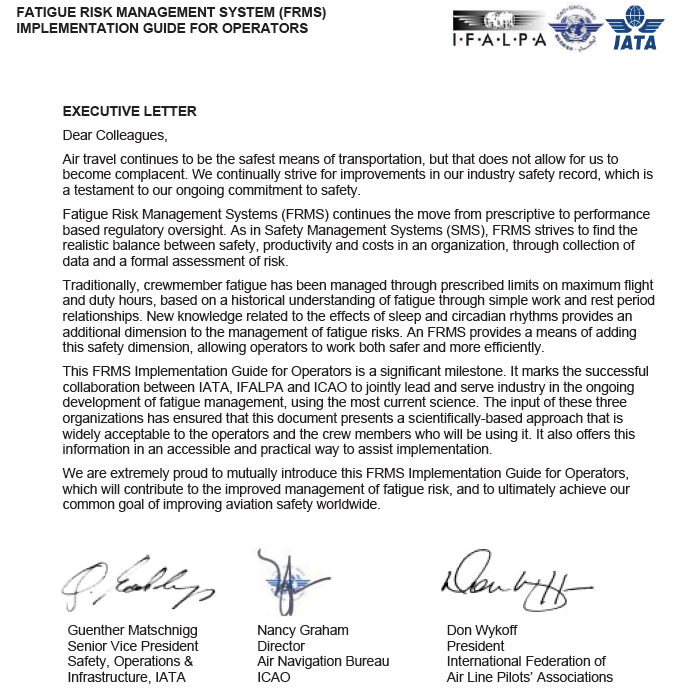 FATIGUE RISK MANAGEMENT SYSTEM (FRMS)
IMPLEMENTATION GUIDE FOR OPERATORS
I·F·A·L·P·A
IATA
EXECUTIVE LETTER
Dear Colleagues,
Air travel continues to be the safest means of transportation, but that does not allow for us to
become complacent. We continually strive for improvements in our industry safety record, which is
a testament to our ongoing commitment to safety.
Fatigue Risk Management Systems (FRMS) continues the move from prescriptive to performance
based regulatory oversight. As in Safety Management Systems (SMS), FRMS strives to find the
realistic balance between safety, productivity and costs in an organization, through collection of
data and a formal assessment of risk.
Traditionally, crewmember fatigue has been managed through prescribed limits on maximum flight
and duty hours, based on a historical understanding of fatigue through simple work and rest period
relationships. New knowledge related to the effects of sleep and circadian rhythms provides an
additional dimension to the management of fatigue risks. An FRMS provides a means of adding
this safety dimension, allowing operators to work both safer and more efficiently.
This FRMS Implementation Guide for Operators is a significant milestone. It marks the successful
collaboration between IATA, IFALPA and ICAO to jointly lead and serve industry in the ongoing
development of fatigue management, using the most current science. The input of these three
organizations has ensured that this document presents a scientifically-based approach that is
widely acceptable to the operators and the crew members who will be using it. It also offers this
information in an accessible and practical way to assist implementation.
We are extremely proud to mutually introduce this FRMS Implementation Guide for Operators,
which will contribute to the improved management of fatigue risk, and to ultimately achieve our
common goal of improving aviation safety worldwide.
Guenther Matschnigg
Senior Vice President
Safety, Operations &
Infrastructure, IATA
Nancy Graham
Director
Air Navigation Bureau
ICAO
Don Wykoff
President
International Federation of
Air Line Pilots' Associations